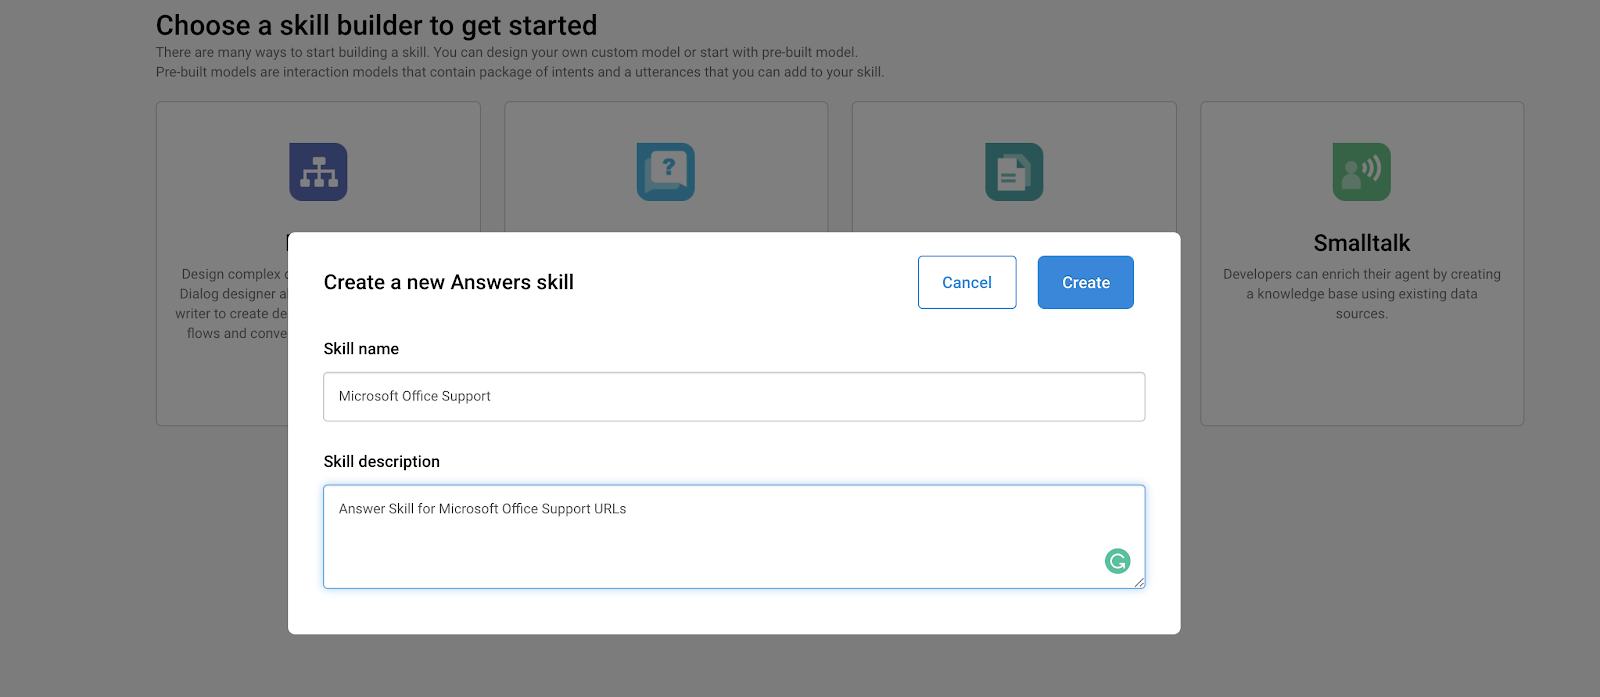 Choose a skill builder to get started
There are many ways to start building a skill. You can design your own custom model or start with pre-built model.
Pre-built models are interaction models that contain package of intents and a utterances that you can add to your skill.
?
Design complex
Dialog designer
writer to create de
flows and conve
Smalltalk
Developers can enrich their agent by creating
a knowledge base using existing data
sources.
Create a new Answers skill
Cancel
Create
Skill name
Microsoft Office Support
Skill description
Answer Skill for Microsoft Office Support URLs